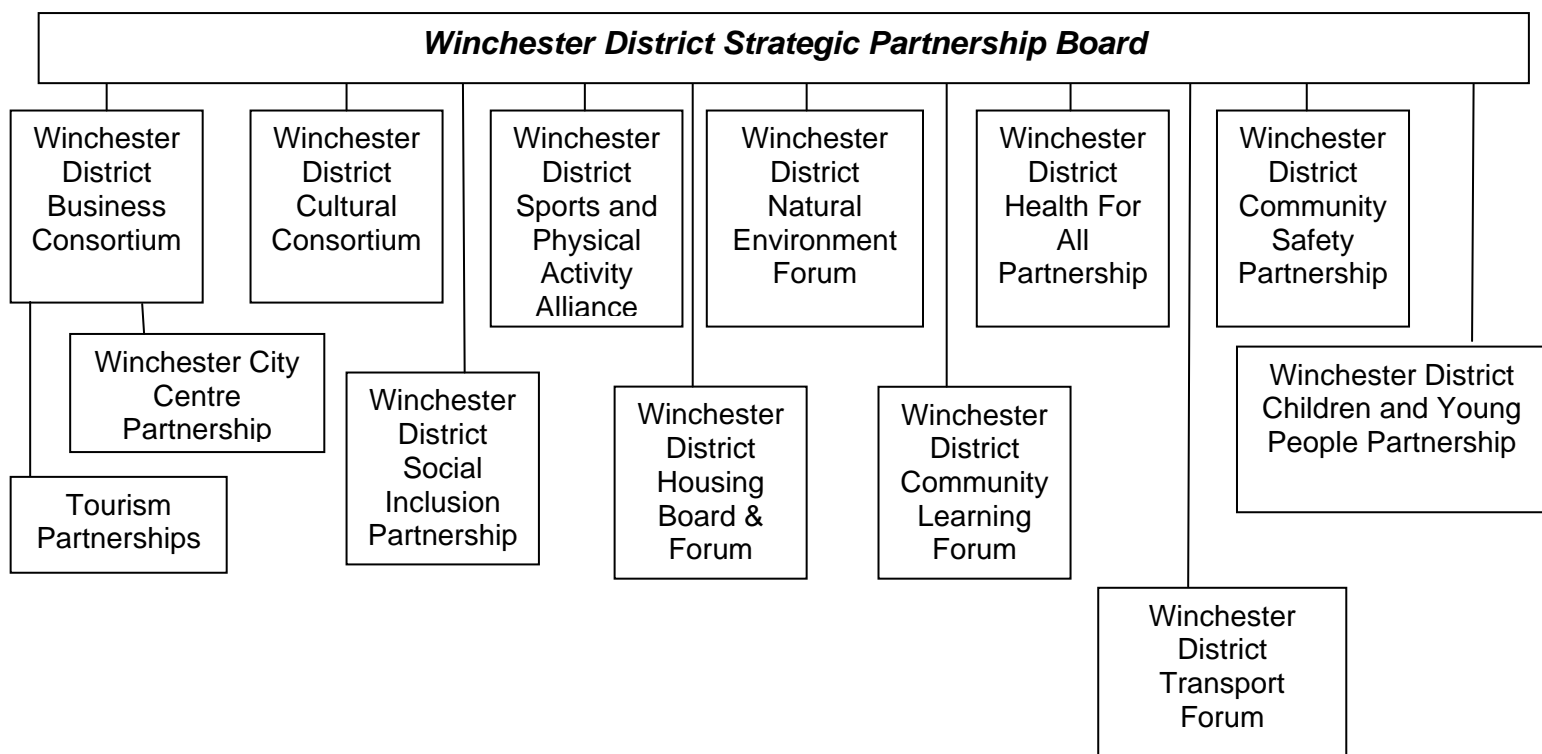 Winchester District Strategic Partnership Board
Winchester
District
Business
Consortium
Winchester
District
Cultural
Consortium
Winchester
District
Sports and
Physical
Activity
Alliance
Winchester
District
Natural
Environment
Forum
Winchester
District
Health For
All
Partnership
Winchester
District
Community
Safety
Partnership
Winchester City
Centre
Partnership
Winchester
District
Social
Inclusion
Partnership
Winchester
District
Housing
Board &
Forum
Winchester
District
Community
Learning
Forum
Winchester District
Children and Young
People Partnership
Tourism
Partnerships
Winchester
District
Transport
Forum